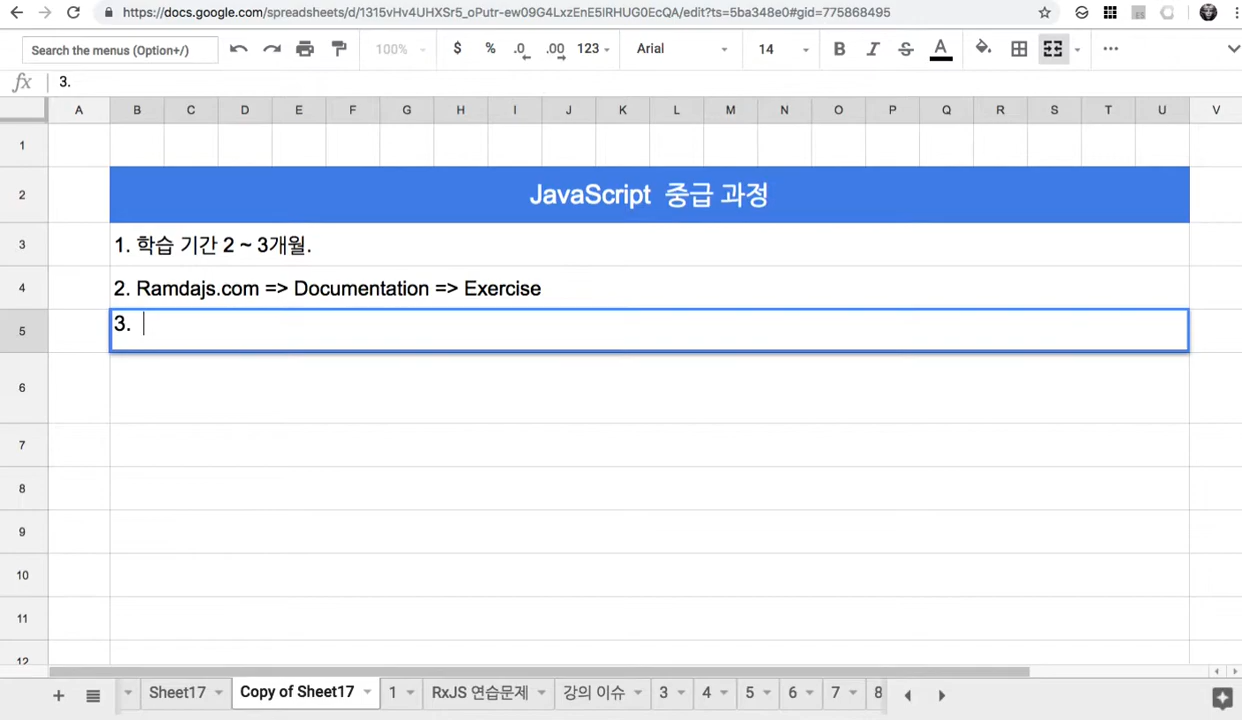 https://docs.google.com/spreadsheets/d/1315vHv4UHXSr5_oPutr-ew09G4LxzEnE5lRHUG0EcQA/edit?ts=5ba348e0#gid=775868495
Search the menus (Option+/) 100% $ % .0 .00 123 Arial 14 B I S A
fx 3.
A B C D E F G H I J K L M N O P Q R S T U V
1
2 JavaScript 중급 과정
3 1. 학습 기간 2 ~ 3개월.
4 2. Ramdajs.com => Documentation => Exercise
5 3.
6
7
8
9
10
11
12
Sheet17 Copy of Sheet17 1 RxJS 연습문제 강의 이슈 3 4 5 6 7 8